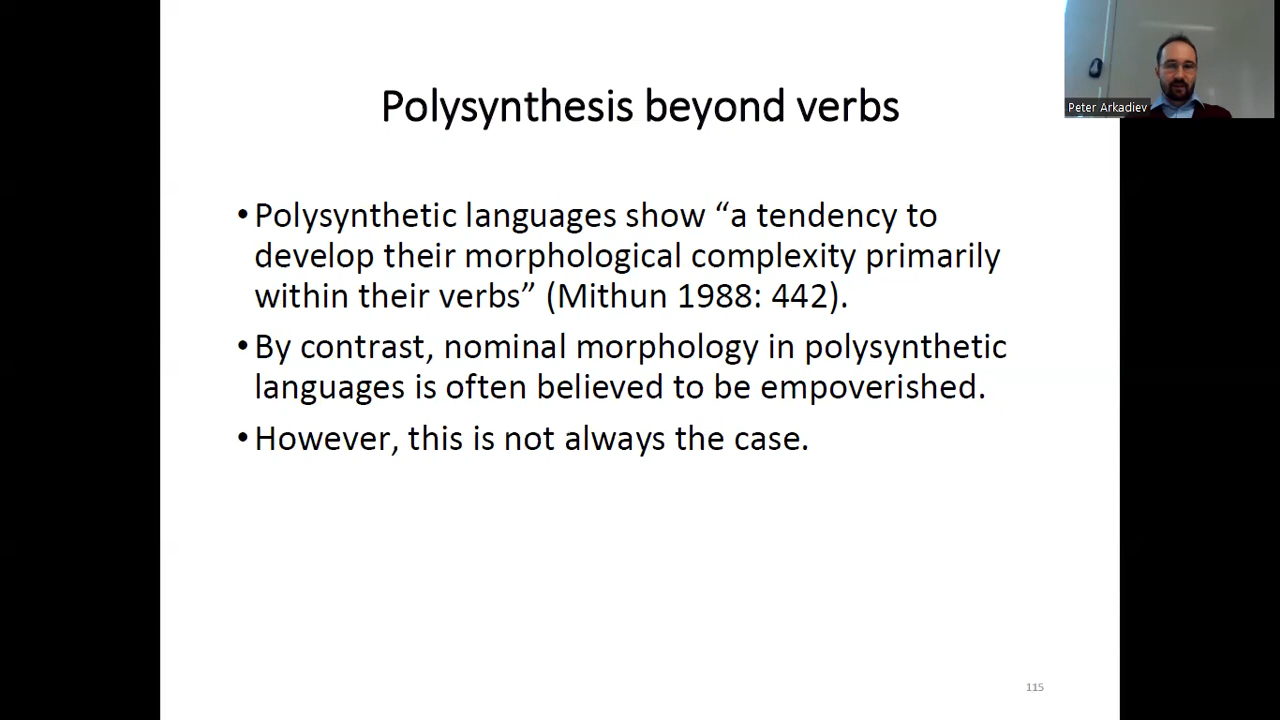 Polysynthesis beyond verbs
Peter Arkadiev
• Polysynthetic languages show “a tendency to
develop their morphological complexity primarily
within their verbs” (Mithun 1988: 442).
• By contrast, nominal morphology in polysynthetic
languages is often believed to be empoverished.
• However, this is not always the case.
115